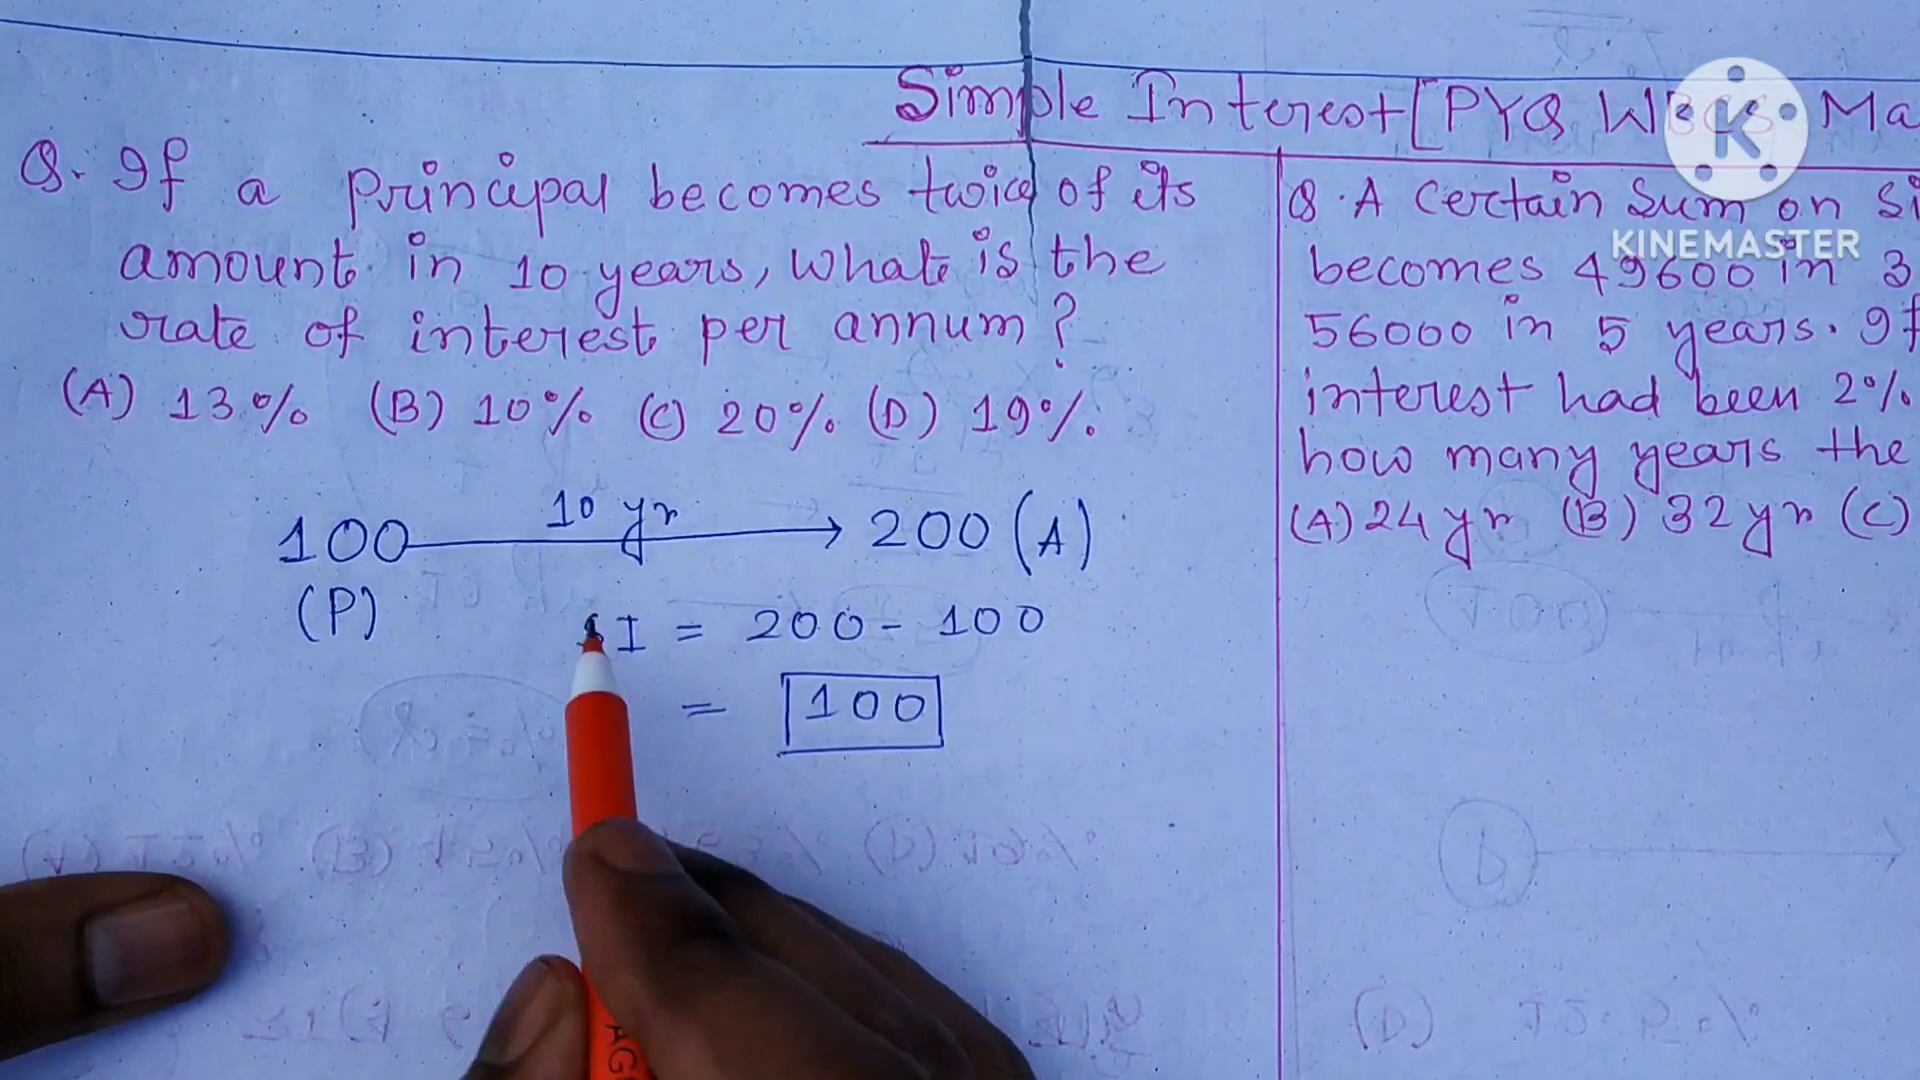 Simple Interest [PYQ WBCS Ma
Q. If a principal becomes twice of its
amount in 10 years, what is the
rate of interest per annum?
(A) 13% (B) 10% (C) 20% (D) 19%.
100 10 yr 200 (A)
(P)
SI = 200 - 100
= 100
Q. A certain sum on si
becomes 49600 in 3
56000 in 5 years. If
interest had been 2%
how many years the
(A) 24 yr (B) 32 yr (C)
KINEMASTER
K